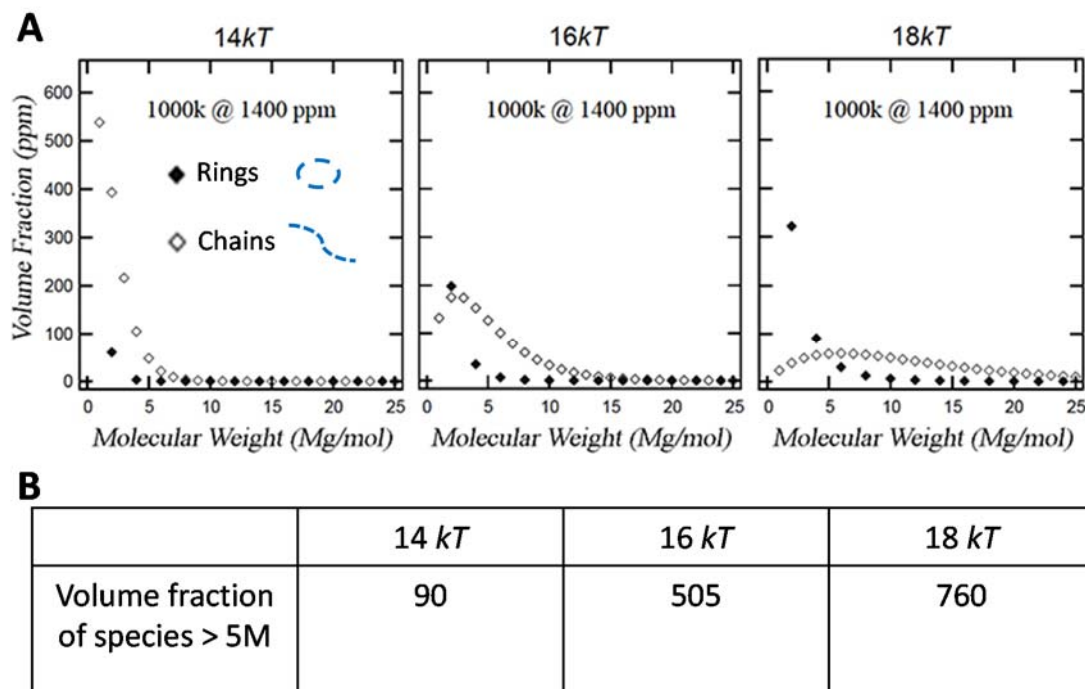 A
14kT
16kT
18kT
Volume Fraction (ppm)
600
500
400
300
200
100
0
1000k @ 1400 ppm
1000k @ 1400 ppm
1000k @ 1400 ppm
Rings
Chains
0 5 10 15 20 25
0 5 10 15 20 25
0 5 10 15 20 25
Molecular Weight (Mg/mol)
Molecular Weight (Mg/mol)
Molecular Weight (Mg/mol)
B
14 kT 16 kT 18 kT
Volume fraction 90 505 760
of species > 5M